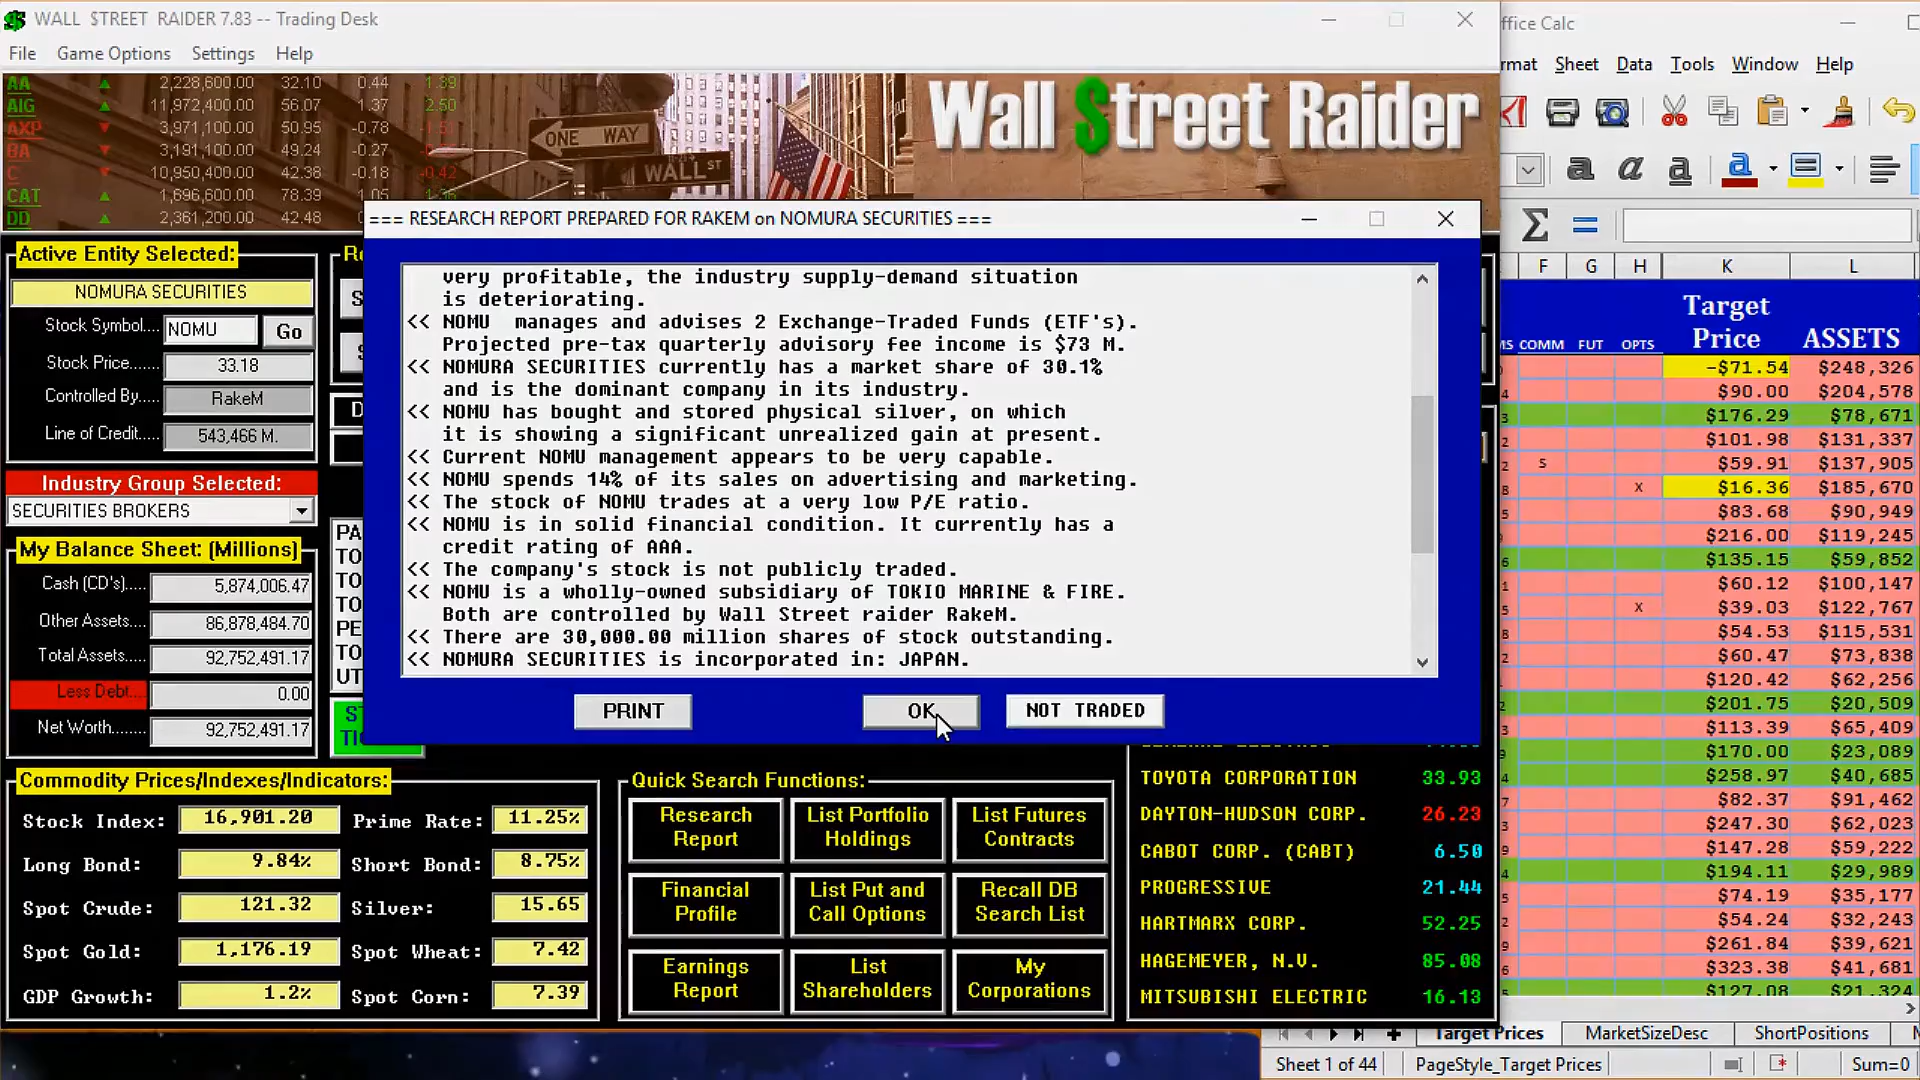 WALL $TREET RAIDER 7.83 -- Trading Desk
File Game Options Settings Help
AA 2,228,600.00 32.10 0.44 1.39
AIG 11,972,400.00 56.07 1.37 2.50
AXP 3,971,100.00 50.95 -0.78
BA 3,191,100.00 49.24 -0.27
C 10,950,400.00 42.38 -0.18 -0.42
CAT 1,696,600.00 78.39 1.05
DD 2,361,200.00 42.48
ONE WAY
WALL ST
Wall $treet Raider
Active Entity Selected:
NOMURA SECURITIES
Stock Symbol.... NOMU Go
Stock Price..... 33.18
Controlled By.... RakeM
Line of Credit..... 543,466 M.
Industry Group Selected:
SECURITIES BROKERS
My Balance Sheet: (Millions)
Cash (CD's)..... 5,874,006.47
Other Assets.... 86,878,484.70
Total Assets..... 92,752,491.17
Less Debt... 0.00
Net Worth........ 92,752,491.17
=== RESEARCH REPORT PREPARED FOR RAKEM on NOMURA SECURITIES ===
very profitable, the industry supply-demand situation
is deteriorating.
<< NOMU manages and advises 2 Exchange-Traded Funds (ETF's).
Projected pre-tax quarterly advisory fee income is $73 M.
<< NOMURA SECURITIES currently has a market share of 30.1%
and is the dominant company in its industry.
<< NOMU has bought and stored physical silver, on which
it is showing a significant unrealized gain at present.
<< Current NOMU management appears to be very capable.
<< NOMU spends 14% of its sales on advertising and marketing.
<< The stock of NOMU trades at a very low P/E ratio.
<< NOMU is in solid financial condition. It currently has a
credit rating of AAA.
<< The company's stock is not publicly traded.
<< NOMU is a wholly-owned subsidiary of TOKIO MARINE & FIRE.
Both are controlled by Wall Street raider RakeM.
<< There are 30,000.00 million shares of stock outstanding.
<< NOMURA SECURITIES is incorporated in: JAPAN.
PRINT OK NOT TRADED
Commodity Prices/Indexes/Indicators:
Stock Index: 16,901.20 Prime Rate: 11.25%
Long Bond: 9.84% Short Bond: 8.75%
Spot Crude: 121.32 Silver: 15.65
Spot Gold: 1,176.19 Spot Wheat: 7.42
GDP Growth: 1.2% Spot Corn: 7.39
Quick Search Functions:
Research Report
List Portfolio Holdings
List Futures Contracts
Financial Profile
List Put and Call Options
Recall DB Search List
Earnings Report
List Shareholders
My Corporations
TOYOTA CORPORATION 33.93
DAYTON-HUDSON CORP. 26.23
CABOT CORP. (CABT) 6.50
PROGRESSIVE 21.44
HARTMARX CORP. 52.25
HAGEMEYER, N.V. 85.08
MITSUBISHI ELECTRIC 16.13
ffice Calc
rmat Sheet Data Tools Window Help
F G H K L
COMM FUT OPTS Target Price ASSETS
-$71.54 $248,326
$90.00 $204,578
$176.29 $78,671
$101.98 $131,337
s $59.91 $137,905
x $16.36 $185,670
$83.68 $90,949
$216.00 $119,245
$135.15 $59,852
$60.12 $100,147
x $39.03 $122,767
$54.53 $115,531
$60.47 $73,838
$120.42 $62,256
$201.75 $20,509
$113.39 $65,409
$170.00 $23,089
$258.97 $40,685
$82.37 $91,462
$247.30 $62,023
$147.28 $59,222
$194.11 $29,989
$74.19 $35,177
$54.24 $32,243
$261.84 $39,621
$323.38 $41,681
$127.08 $21,324
Target Prices MarketSizeDesc ShortPositions
Sheet 1 of 44 PageStyle_Target Prices Sum=0